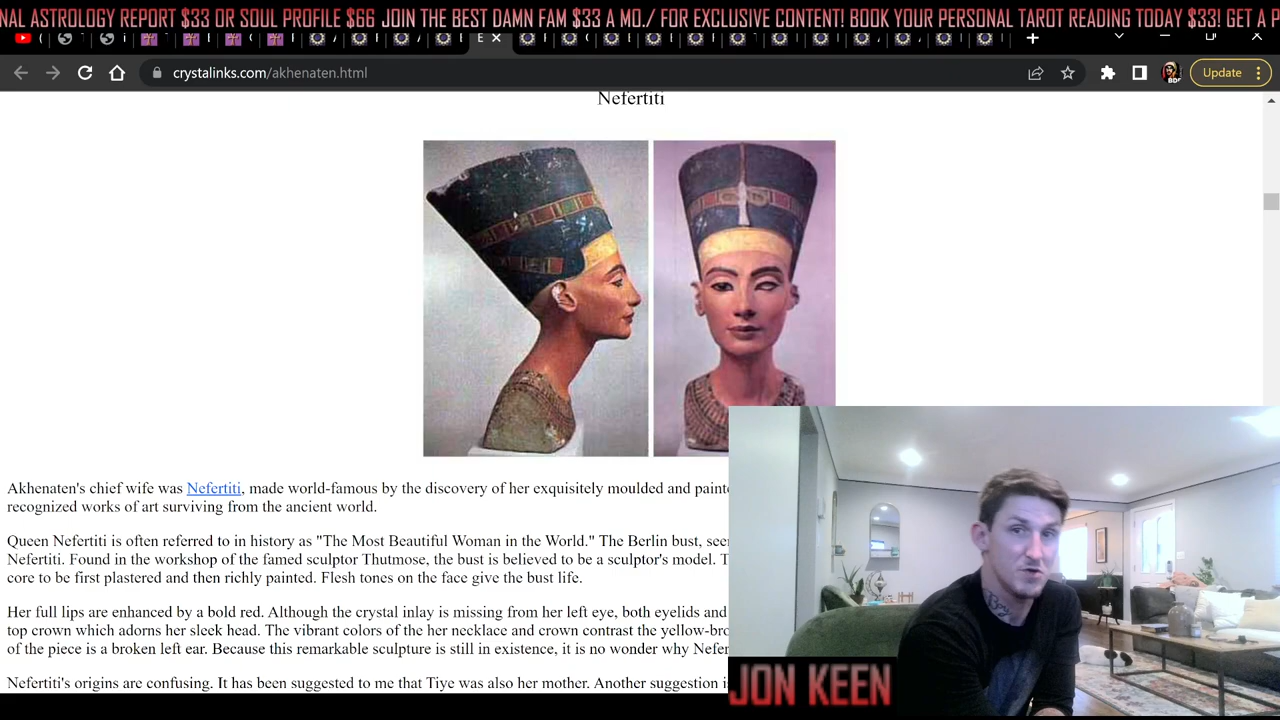 NAL ASTROLOGY REPORT $33 OR SOUL PROFILE $66 JOIN THE BEST DAMN FAM $33 A MO./ FOR EXCLUSIVE CONTENT! BOOK YOUR PERSONAL TAROT READING TODAY $33! GET A P
crystalinks.com/akhenaten.html
Update
Nefertiti
Akhenaten's chief wife was Nefertiti, made world-famous by the discovery of her exquisitely moulded and painte
recognized works of art surviving from the ancient world.
Queen Nefertiti is often referred to in history as "The Most Beautiful Woman in the World." The Berlin bust, seen
Nefertiti. Found in the workshop of the famed sculptor Thutmose, the bust is believed to be a sculptor's model. T
core to be first plastered and then richly painted. Flesh tones on the face give the bust life.
Her full lips are enhanced by a bold red. Although the crystal inlay is missing from her left eye, both eyelids and
top crown which adorns her sleek head. The vibrant colors of the her necklace and crown contrast the yellow-bro
of the piece is a broken left ear. Because this remarkable sculpture is still in existence, it is no wonder why Nefer
Nefertiti's origins are confusing. It has been suggested to me that Tiye was also her mother. Another suggestion i
JON KEEN